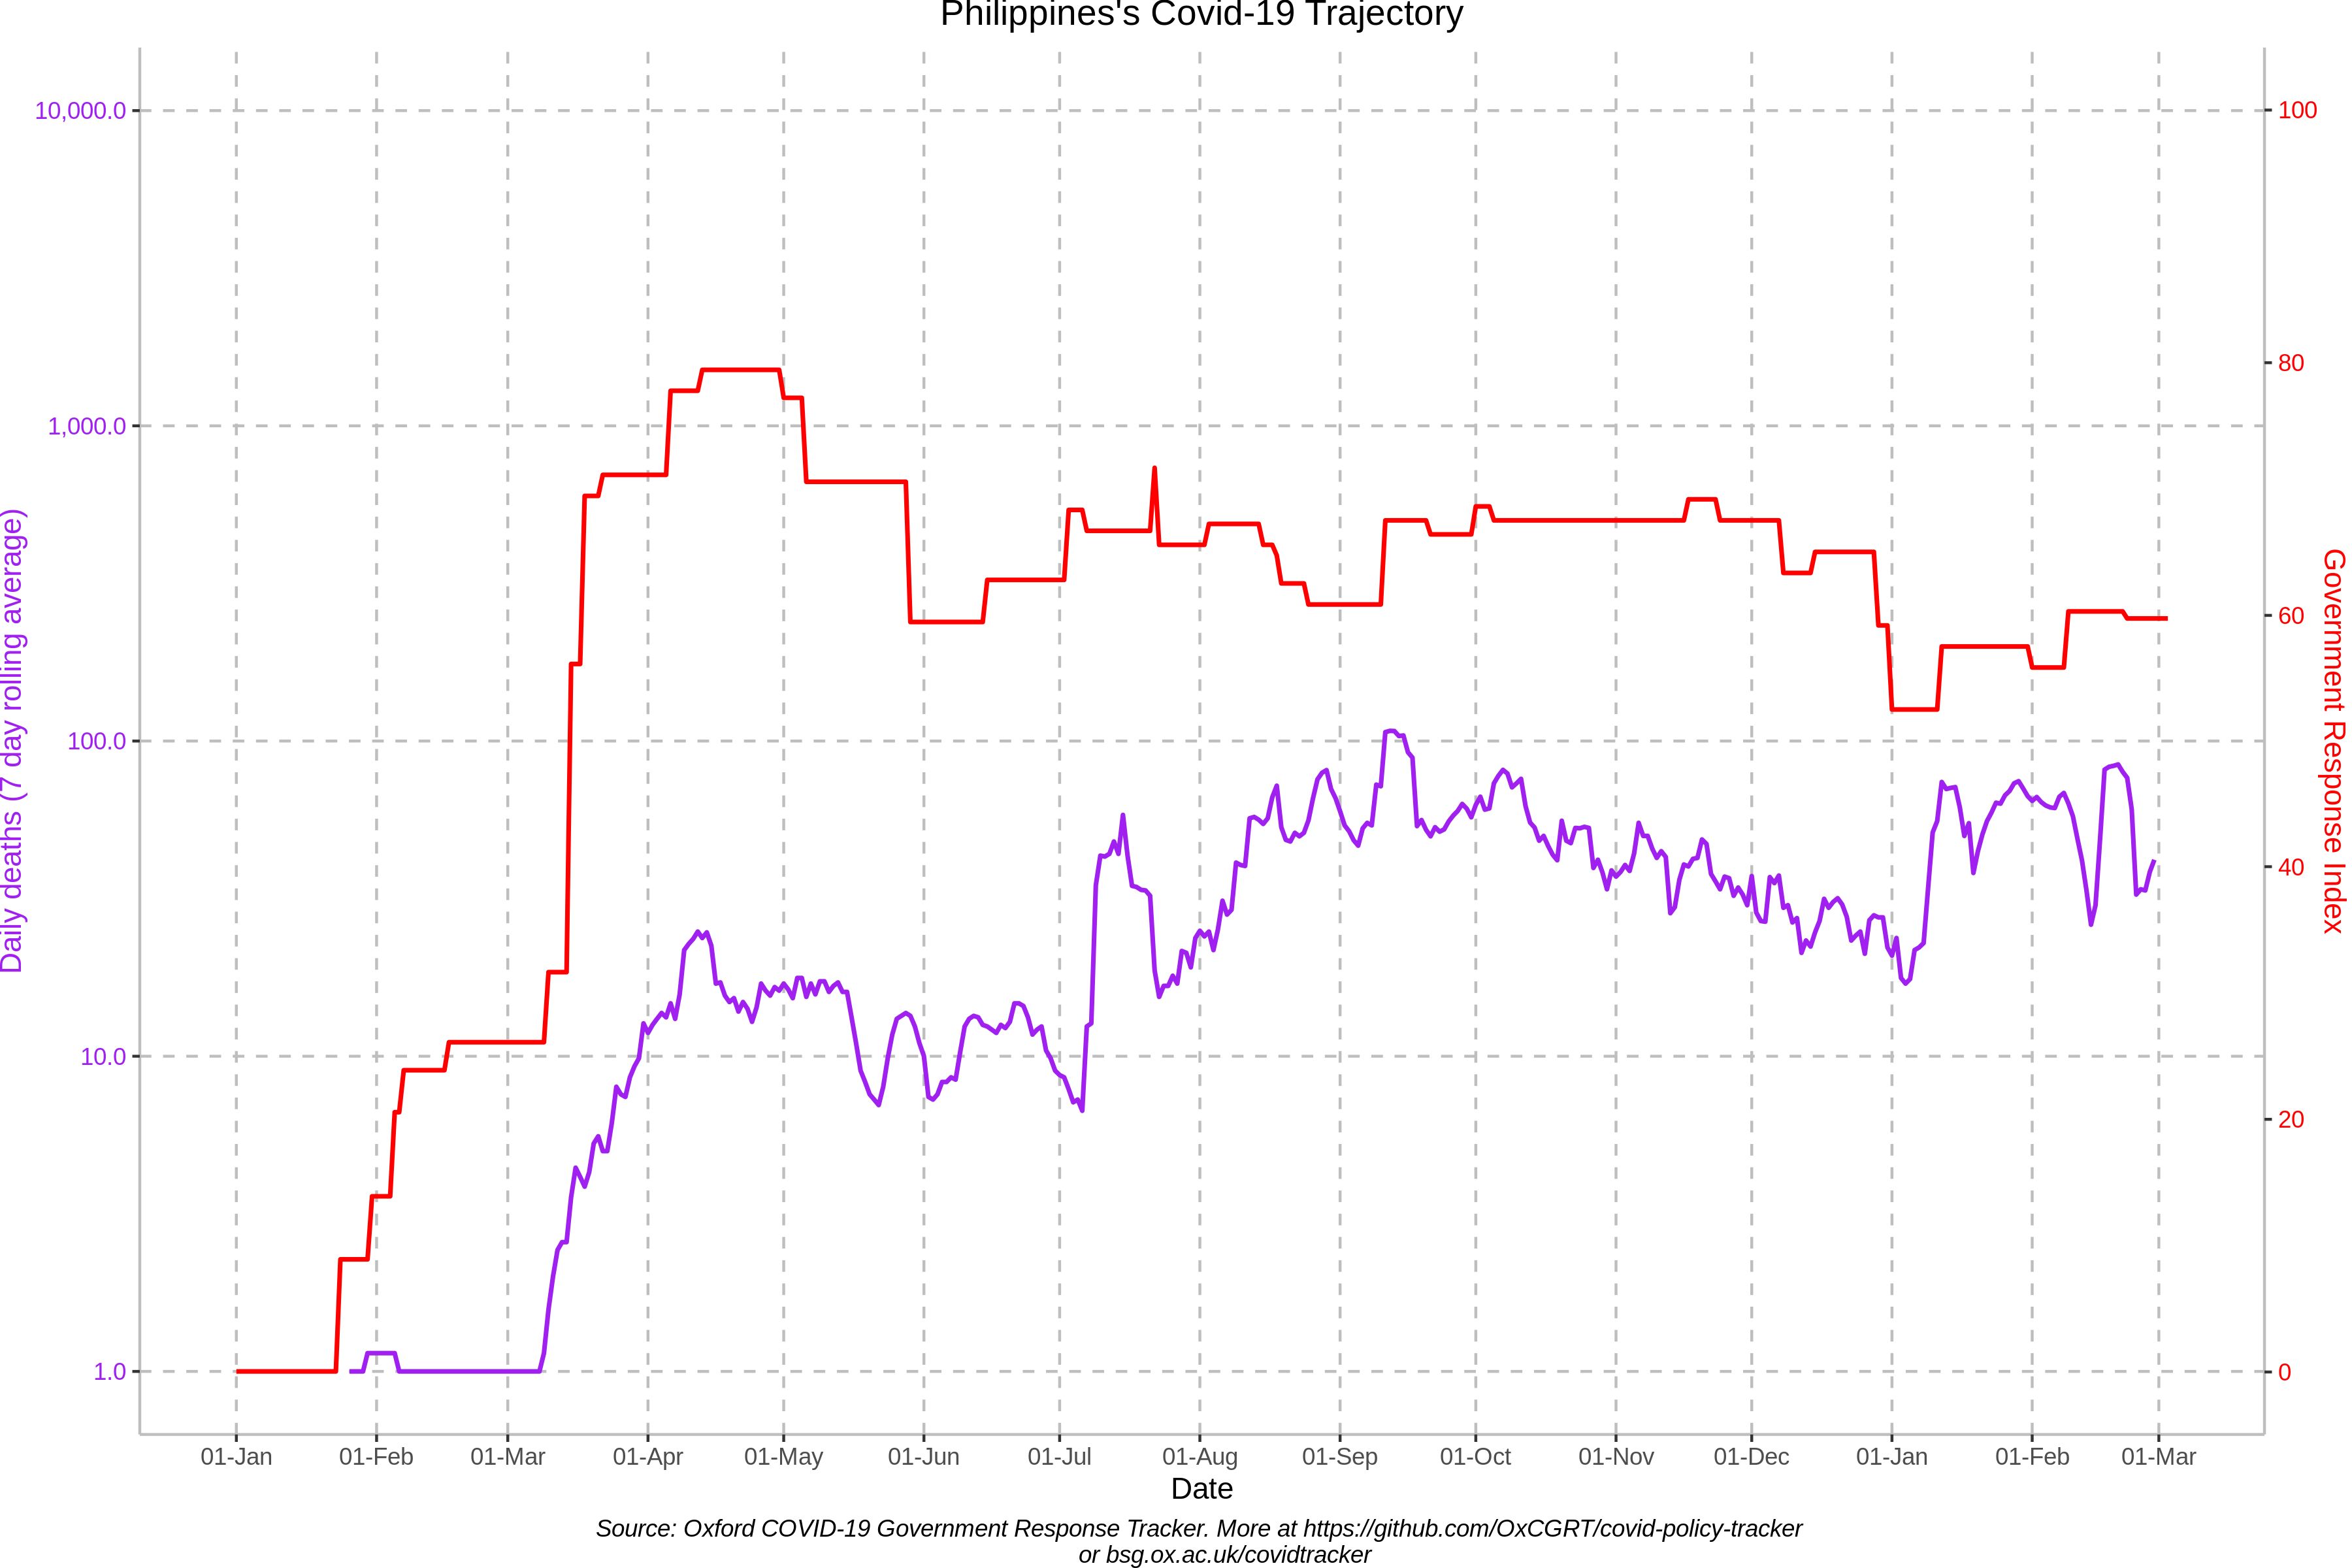 Philippines's Covid-19 Trajectory
10,000.0
1,000.0
100.0
10.0
1.0
Daily deaths (7 day rolling average)
100
80
60
40
20
0
Government Response Index
01-Jan 01-Feb 01-Mar 01-Apr 01-May 01-Jun 01-Jul 01-Aug 01-Sep 01-Oct 01-Nov 01-Dec 01-Jan 01-Feb 01-Mar
Date
Source: Oxford COVID-19 Government Response Tracker. More at https://github.com/OxCGRT/covid-policy-tracker
or bsg.ox.ac.uk/covidtracker